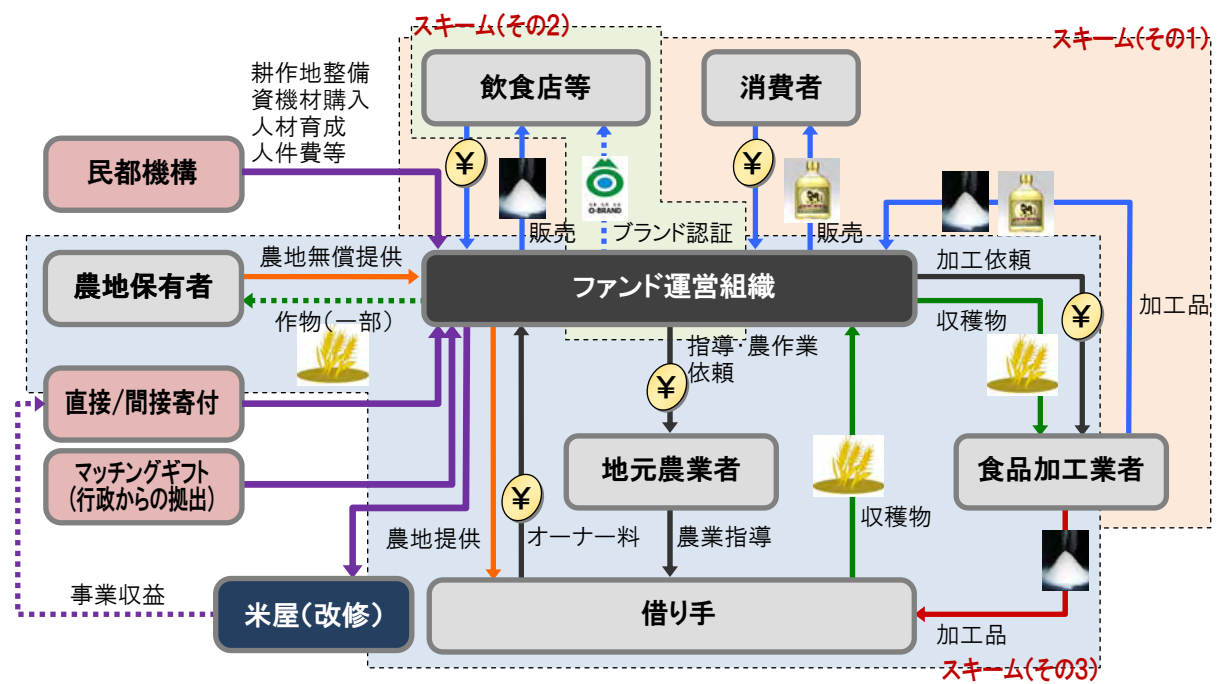 スキーム(その2)
スキーム(その1)
耕作地整備
資機材購入
人材育成
人件費等
飲食店等
消費者
民都機構
¥
¥
O-BRAND
販売
ブランド認証
販売
農地無償提供
加工依頼
農地保有者
ファンド運営組織
加工品
作物(一部)
収穫物
¥
指導・農作業
依頼
¥
直接/間接寄付
マッチングギフト
(行政からの拠出)
地元農業者
食品加工業者
¥
収穫物
農地提供
オーナー料
農業指導
事業収益
米屋(改修)
借り手
加工品
スキーム(その3)